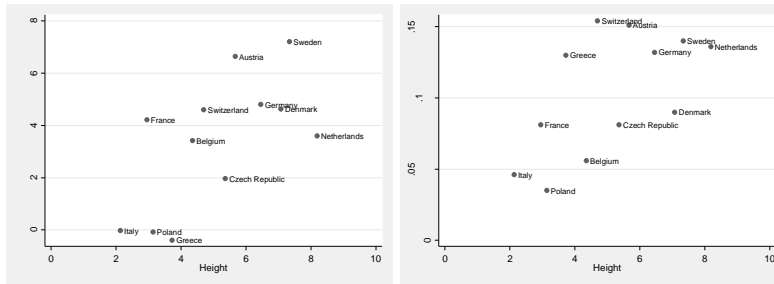 8
6
4
2
0
Sweden
Austria
Switzerland
Germany
Denmark
France
Netherlands
Belgium
Czech Republic
Italy
Poland
Greece
0 2 4 6 8 10
Height
.15
.1
.05
0
Switzerland
Austria
Sweden
Netherlands
Germany
Greece
Denmark
France
Czech Republic
Belgium
Italy
Poland
0 2 4 6 8 10
Height